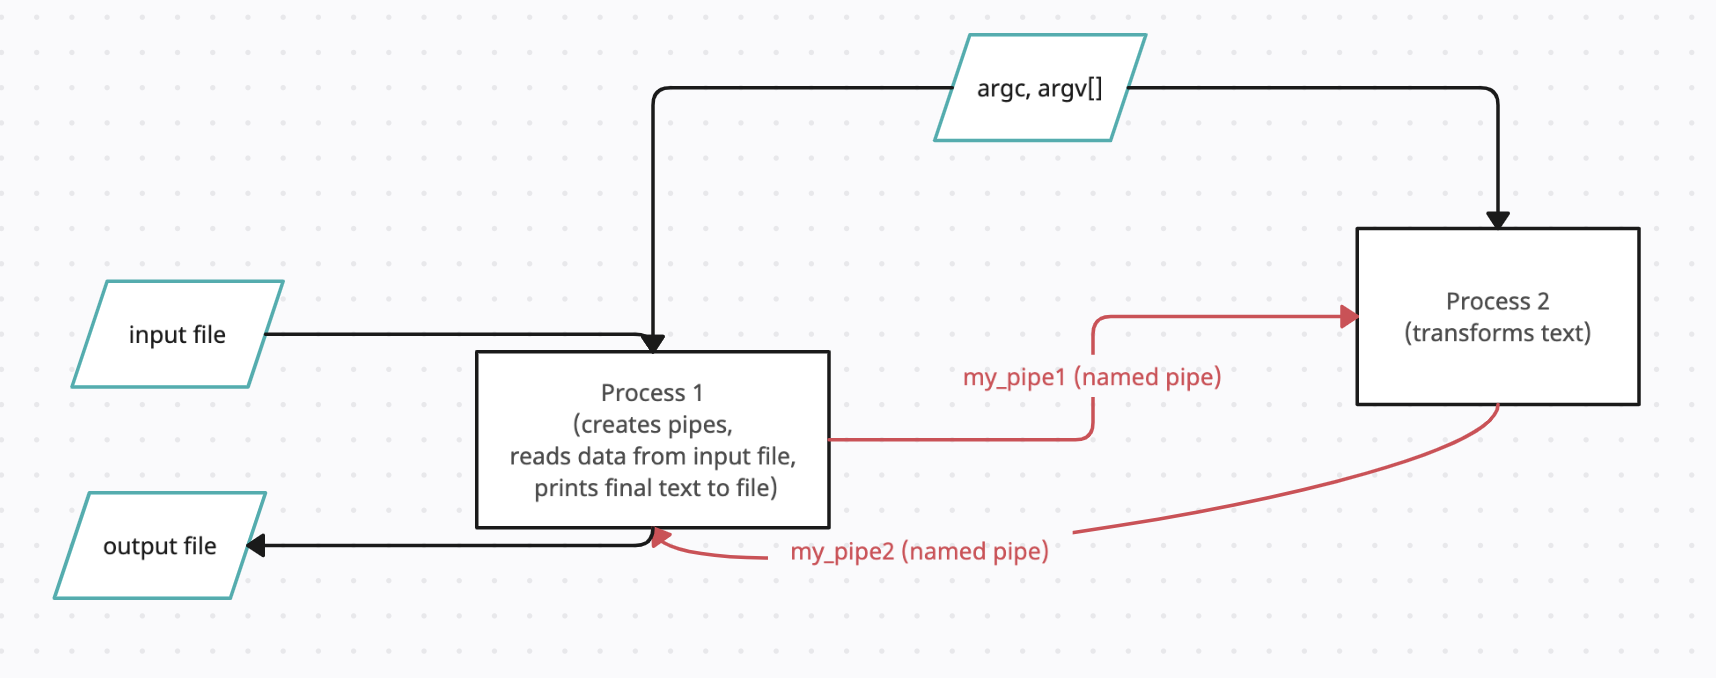 argc, argv[]
input file
Process 1
(creates pipes,
reads data from input file,
prints final text to file)
my_pipe1 (named pipe)
Process 2
(transforms text)
output file
my_pipe2 (named pipe)